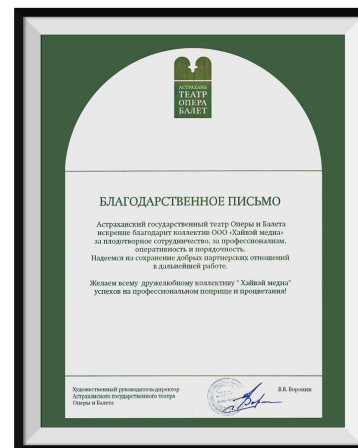 АСТРАХАНЬ
ТЕАТР
ОПЕРА
БАЛЕТ
БЛАГОДАРСТВЕННОЕ ПИСЬМО
Астраханский государственный театр Оперы и Балета
искренне благодарит коллектив ООО «Хайвэй медиа»
за плодотворное сотрудничество, за профессионализм,
оперативность и порядочность.
Надеемся на сохранение добрых партнерских отношений
в дальнейшей работе.
Желаем всему дружелюбному коллективу " Хайвэй медиа"
успехов на профессиональном поприще и процветания!
Художественный руководитель-директор
Астраханского государственного театра
Оперы и Балета
В.В. Воронин